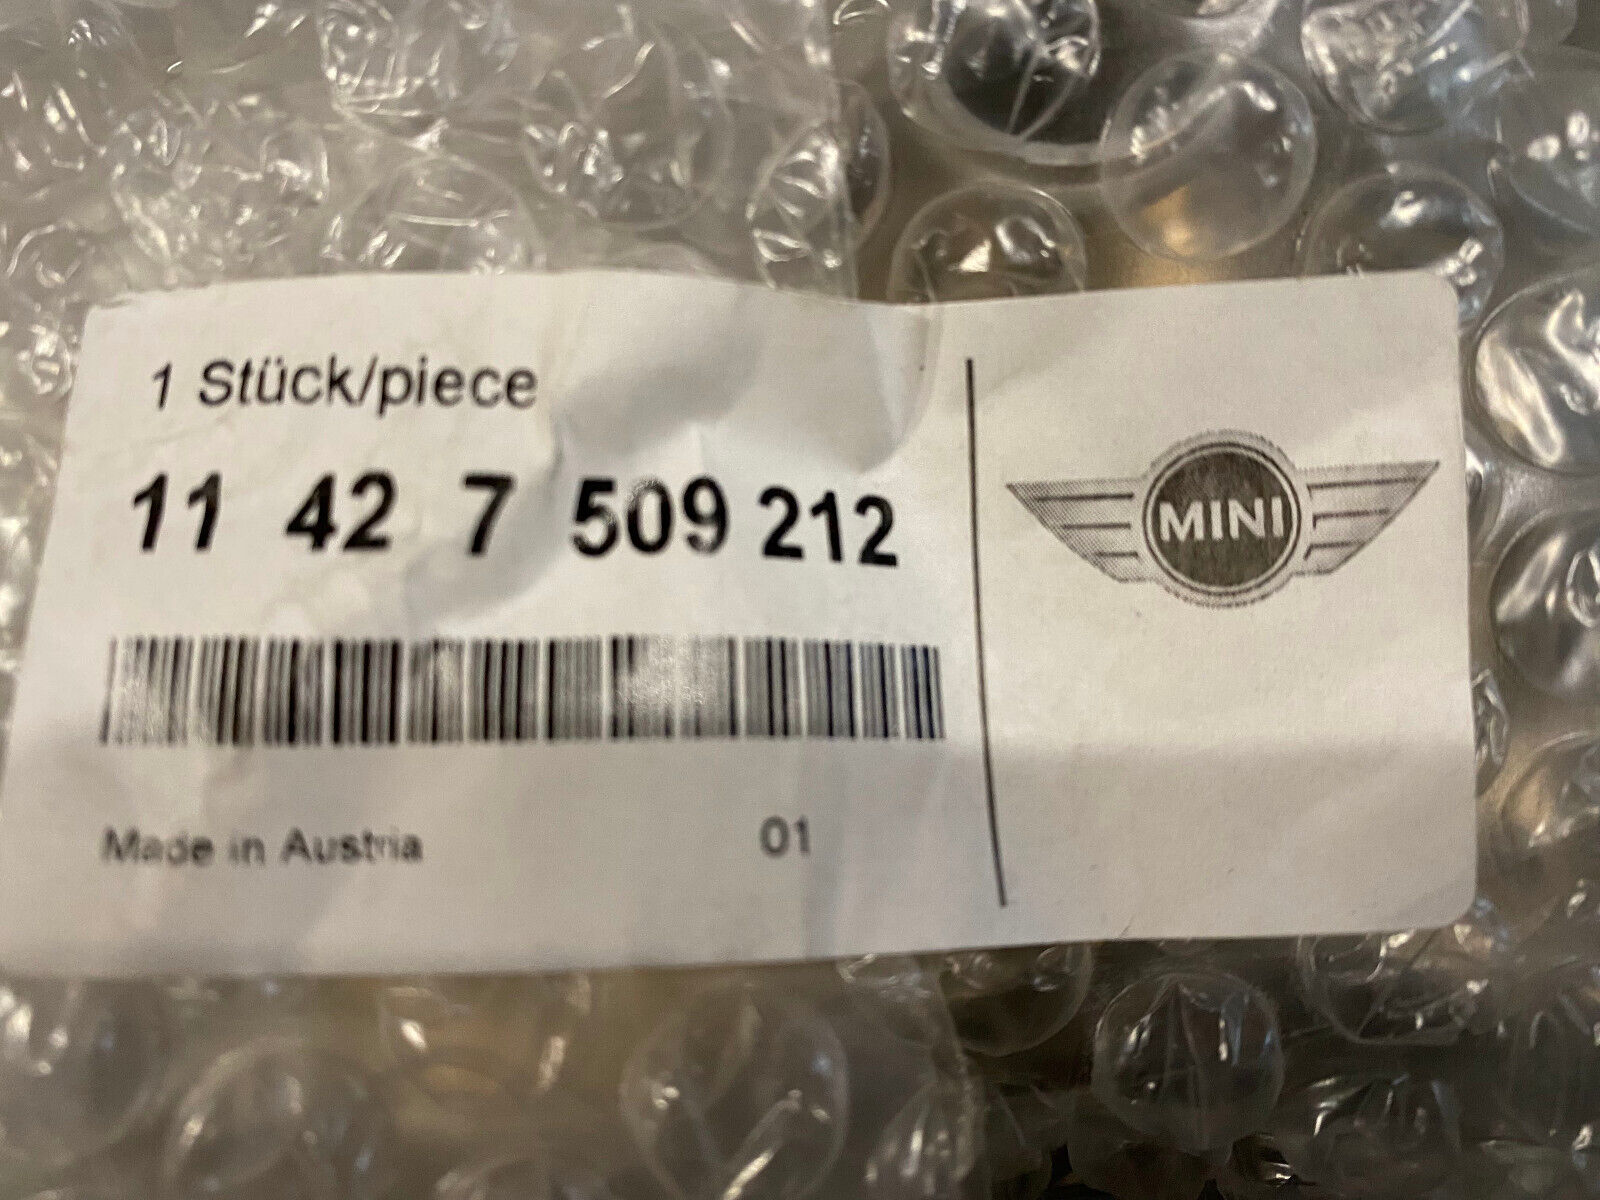 1 Stück/piece
11 42 7 509 212
MINI
Made in Austria 01